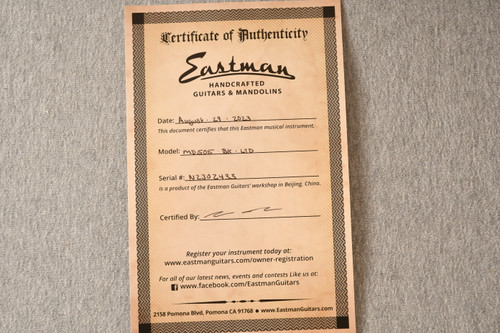 Certificate of Authenticity
Eastman
HANDCRAFTED
GUITARS & MANDOLINS
Date: August · 29 · 2023
This document certifies that this Eastman musical instrument.
Model: MD505 BK-LTD
Serial #: N2302433
is a product of the Eastman Guitars' workshop in Beijing, China.
Certified By:
Register your instrument today at:
www.eastmanguitars.com/owner-registration
For all of our latest news, events and contests Like us at:
www.facebook.com/EastmanGuitars
2158 Pomona Blvd, Pomona CA 91768 ● www.EastmanGuitars.com